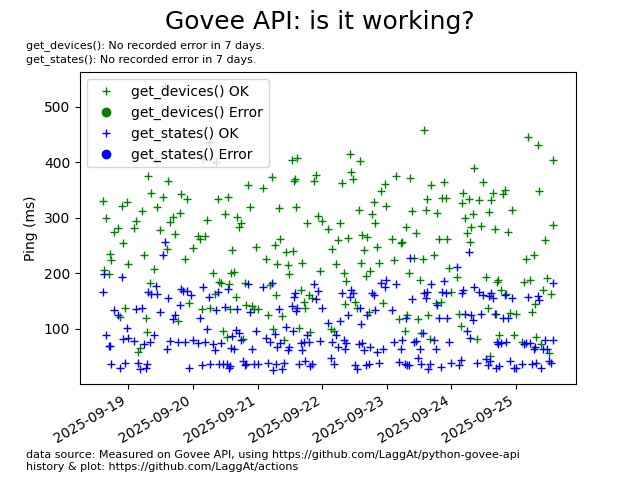 Govee API: is it working?
get_devices(): No recorded error in 7 days.
get_states(): No recorded error in 7 days.
get_devices() OK
get_devices() Error
get_states() OK
get_states() Error
Ping (ms)
500
400
300
200
100
2025-09-19
2025-09-20
2025-09-21
2025-09-22
2025-09-23
2025-09-24
2025-09-25
data source: Measured on Govee API, using https://github.com/LaggAt/python-govee-api
history & plot: https://github.com/LaggAt/actions